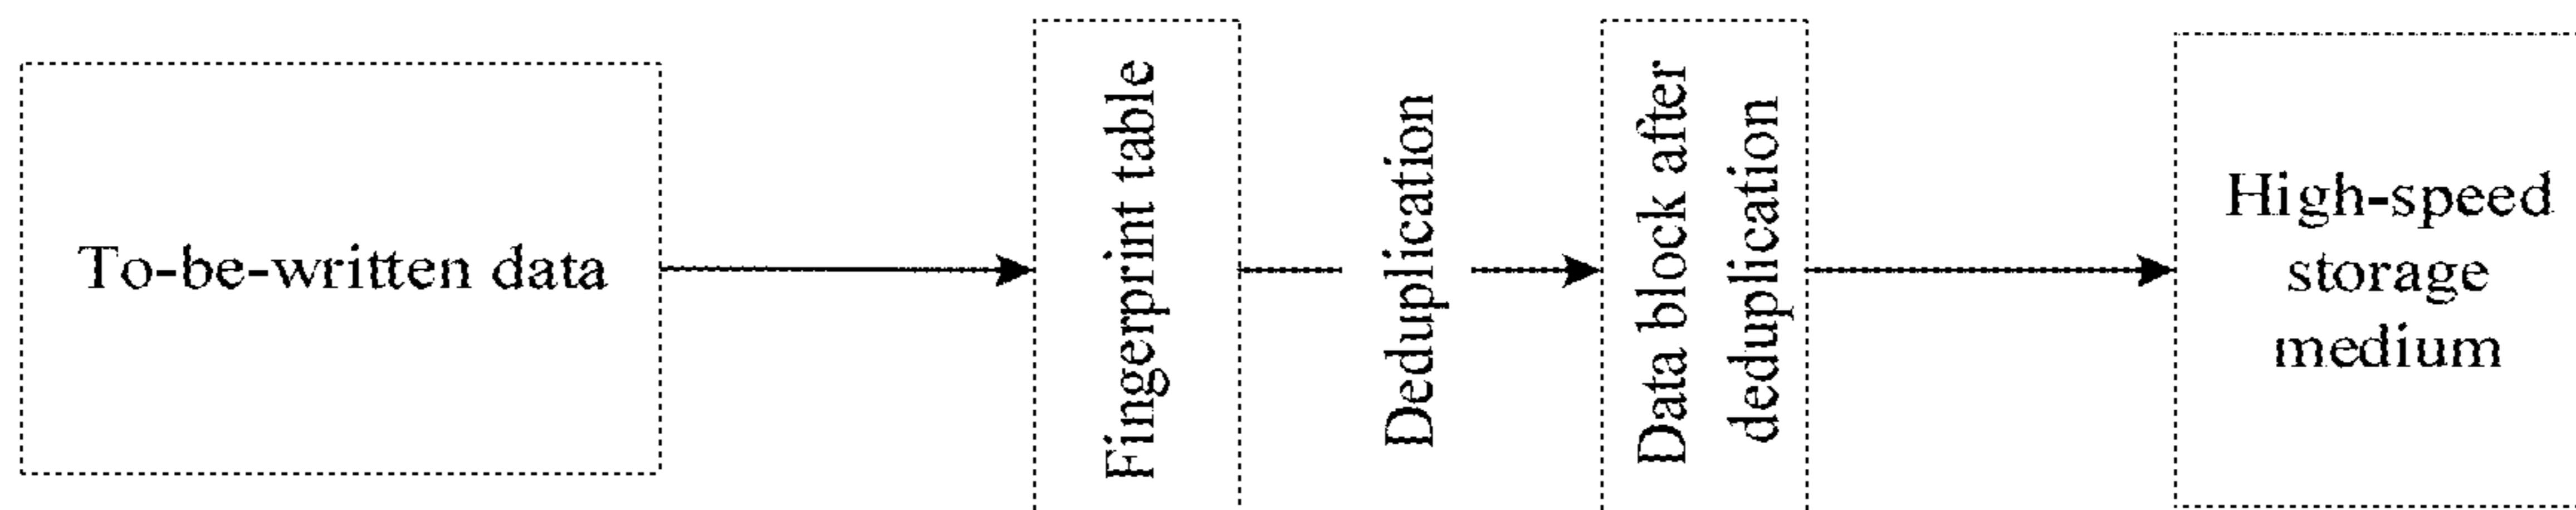 To-be-written data
Fingerprint table
Deduplication
Data block after
deduplication
High-speed
storage
medium